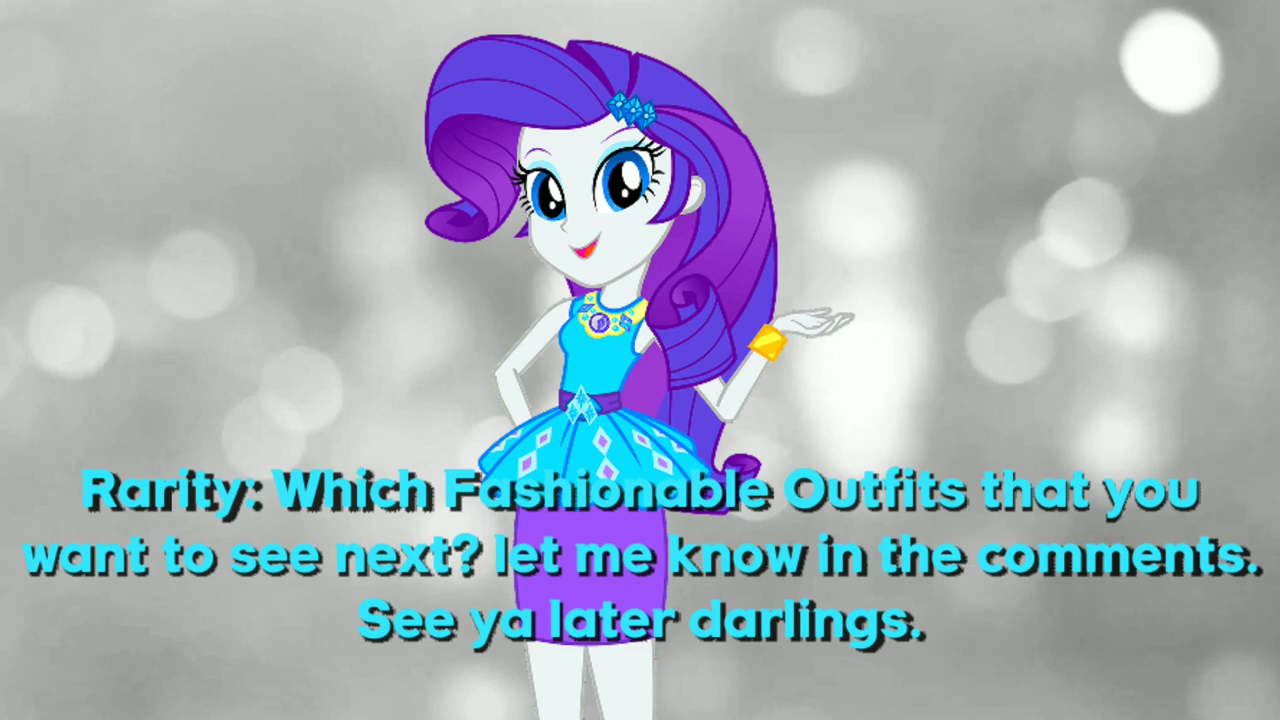 Rarity: Which Fashionable Outfits that you
want to see next? let me know in the comments.
See ya later darlings.